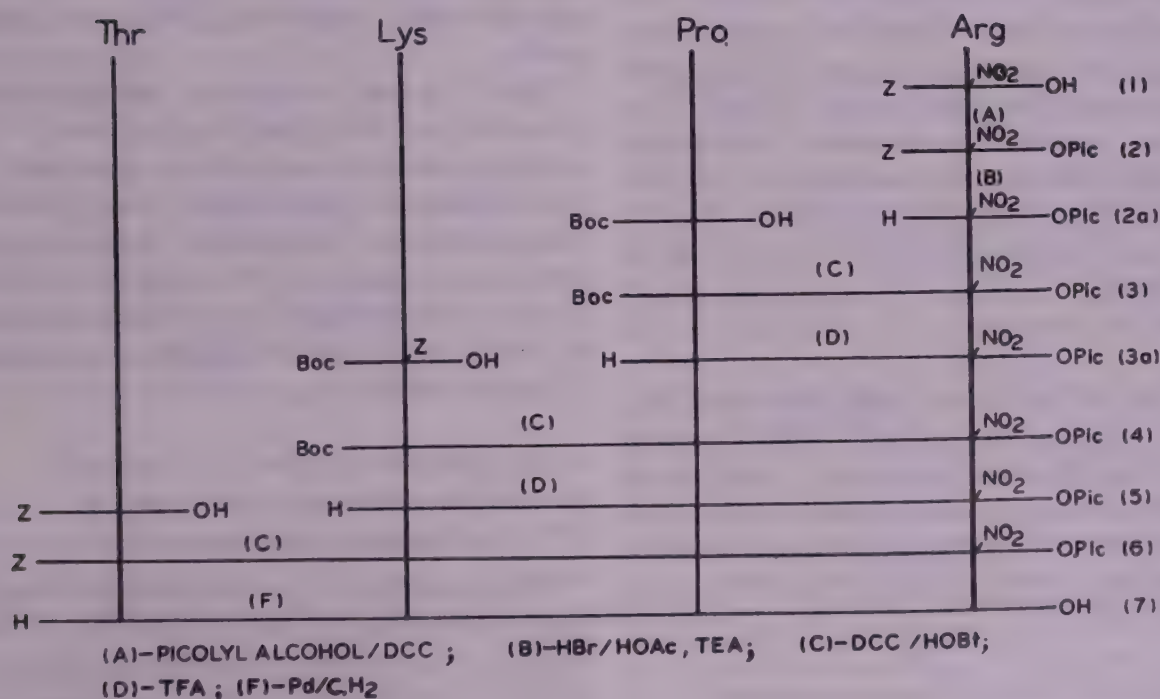 Thr Lys Pro Arg
Z NO2 OH (1)
(A)
Z NO2 OPic (2)
(B)
Boc OH H NO2 OPic (2a)
Boc (C) NO2 OPic (3)
Boc Z OH H (D) NO2 OPic (3a)
Boc (C) NO2 OPic (4)
Z OH H (D) NO2 OPic (5)
Z (C) NO2 OPic (6)
H (F) OH (7)
(A)-PICOLYL ALCOHOL/DCC ; (B)-HBr/HOAc, TEA; (C)-DCC /HOBt;
(D)-TFA ; (F)-Pd/C,H2